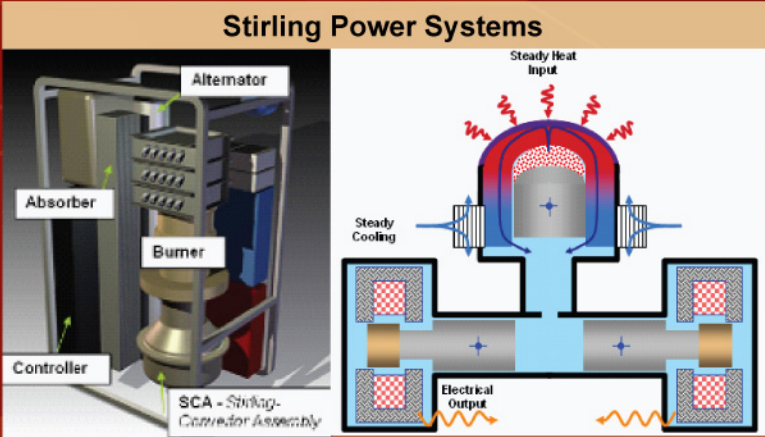 Stirling Power Systems
Alternator
Absorber
Burner
Controller
SCA - Stirling-
Convertor Assembly
Steady Heat
Input
Steady
Cooling
Electrical
Output